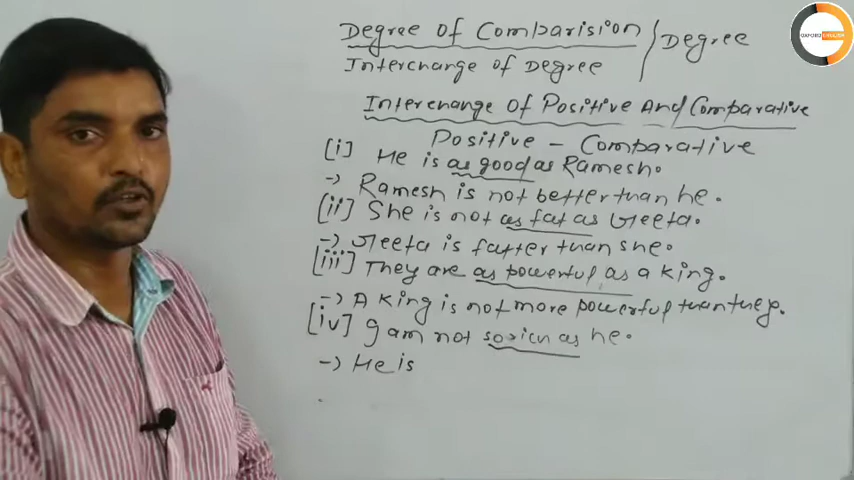 Degree of Comparision / Degree
Interchange of Degree
Interchange of Positive And Comparative
Positive - Comparative
[i] He is as good as Ramesh.
-> Ramesh is not better than he.
[ii] She is not as fat as Geeta.
-> Geeta is fatter than she.
[iii] They are as powerful as a king.
-> A king is not more powerful than they.
[iv] I am not so rich as he.
-> He is
OXFORD ENGLISH